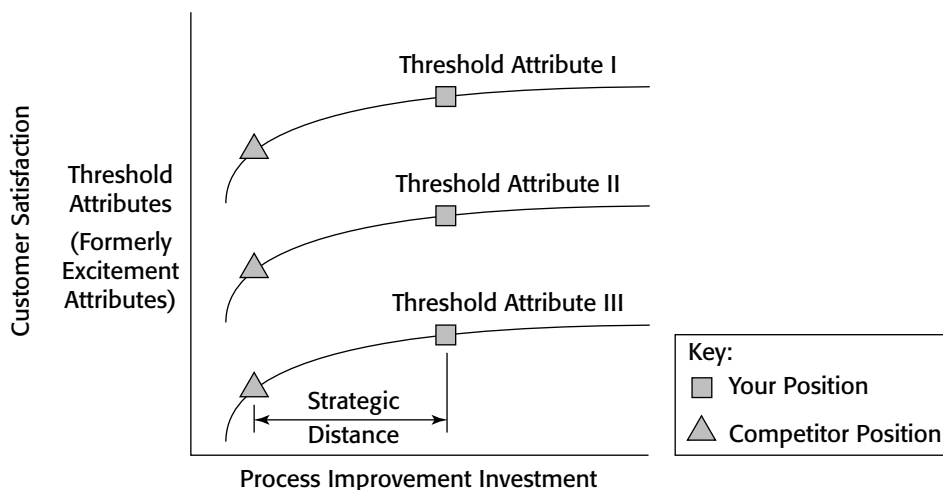 Customer Satisfaction
Threshold
Attributes
(Formerly
Excitement
Attributes)
Threshold Attribute I
Threshold Attribute II
Threshold Attribute III
Strategic
Distance
Process Improvement Investment
Key:
Your Position
Competitor Position